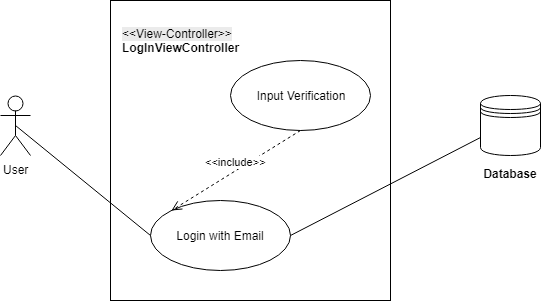 <<View-Controller>>
LogInViewController
Input Verification
<<include>>
User
Database
Login with Email